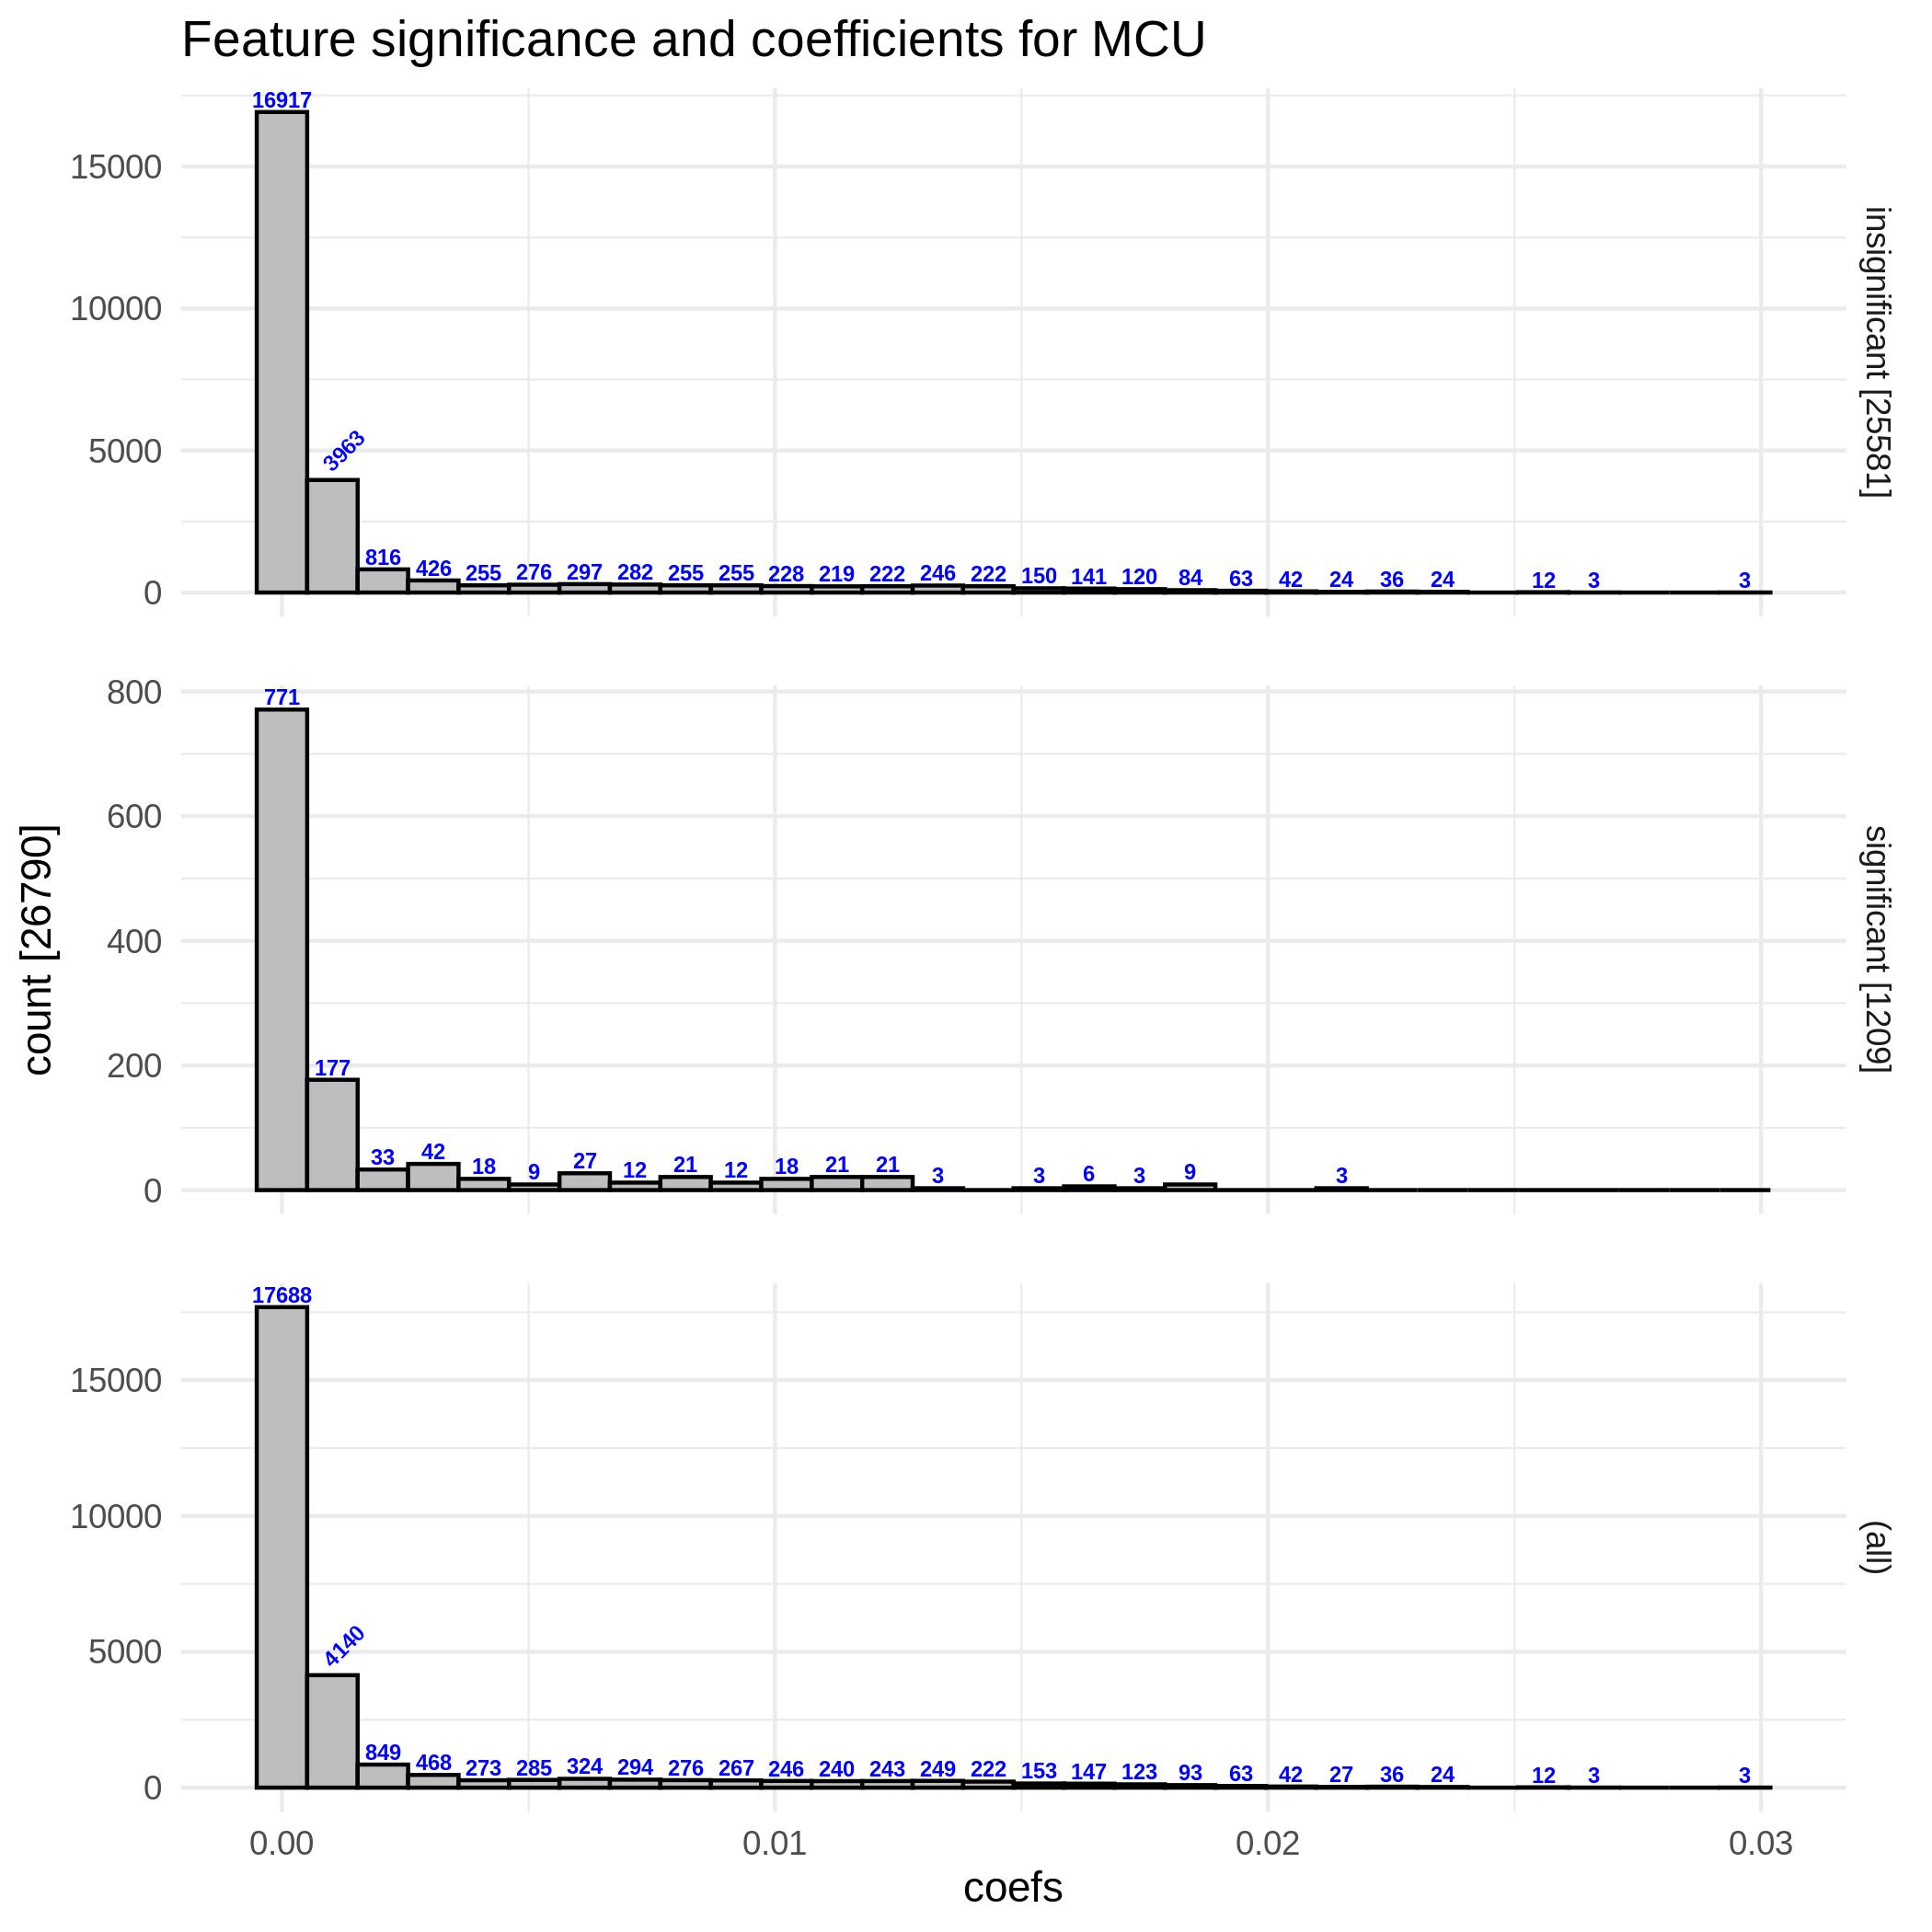 Feature significance and coefficients for MCU
count [26790]
16917
3963
816 426 255 276 297 282 255 255 228 219 222 246 222 150 141 120 84 63 42 24 36 24 12 3 3
15000
10000
5000
0
insignificant [25581]
771
177
33 42 18 9 27 12 21 12 18 21 21 3 3 6 3 9 3
800
600
400
200
0
significant [1209]
17688
4140
849 468 273 285 324 294 276 267 246 240 243 249 222 153 147 123 93 63 42 27 36 24 12 3 3
15000
10000
5000
0
(all)
0.00 0.01 0.02 0.03
coefs